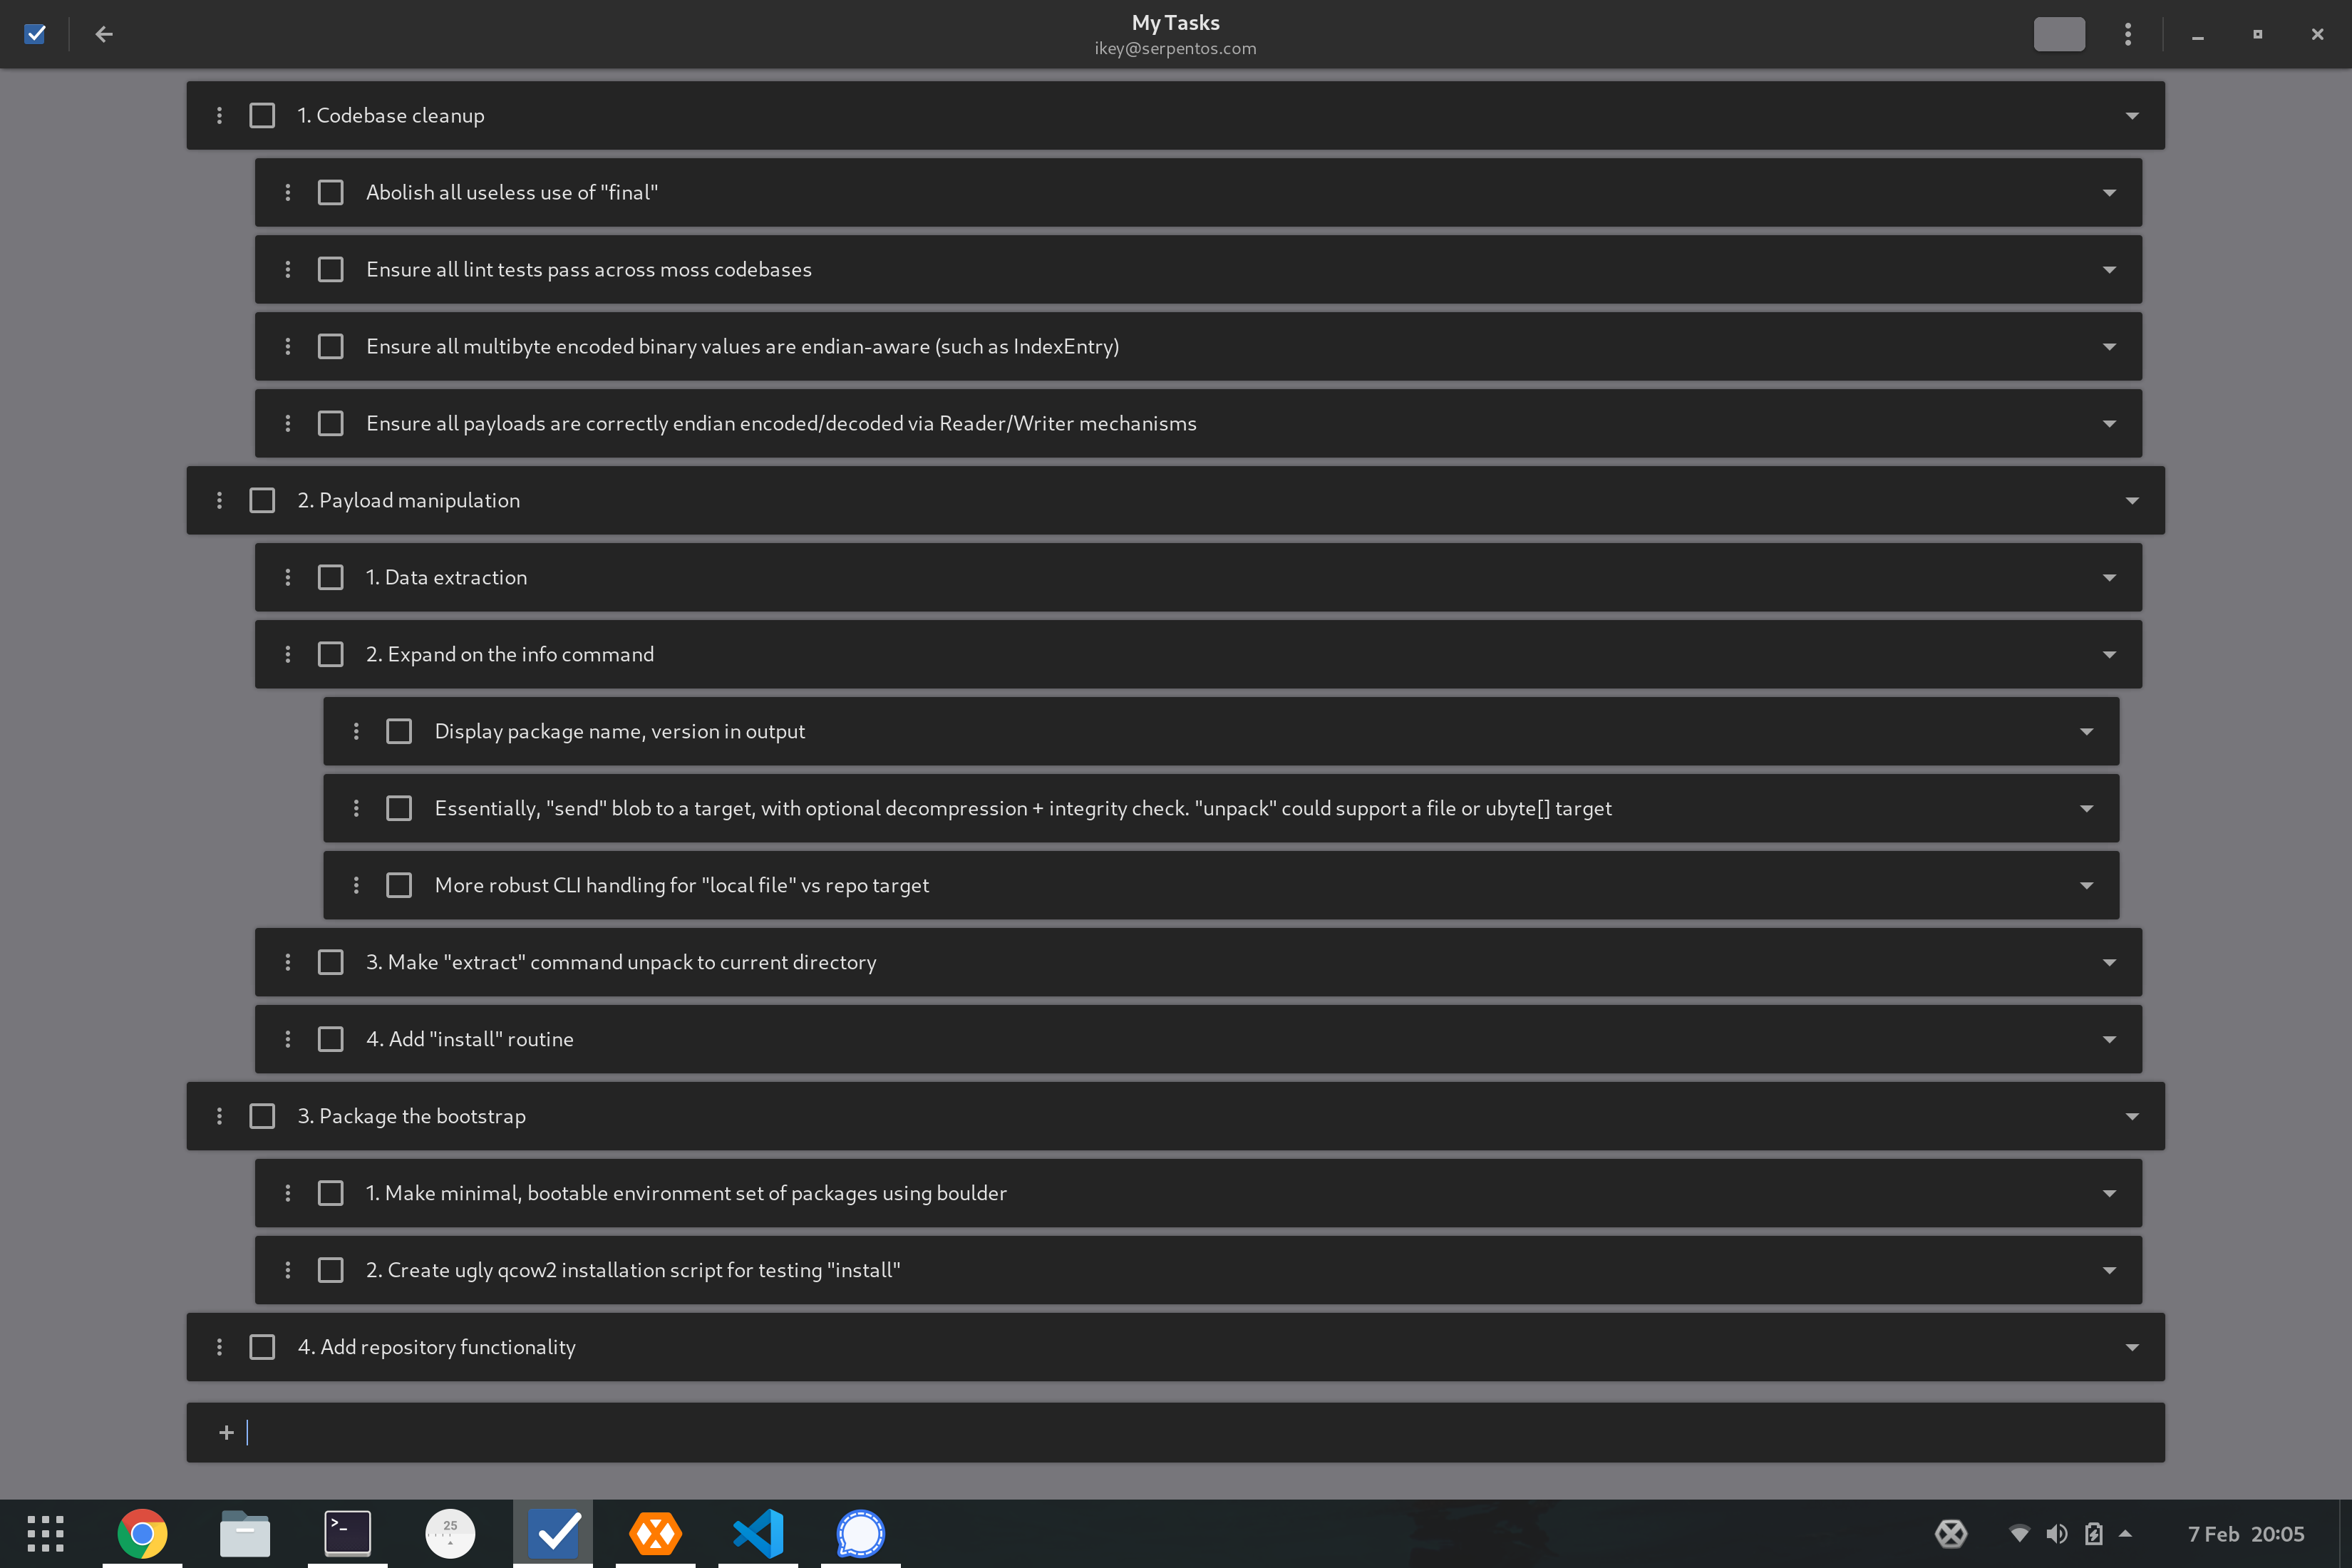 My Tasks
ikey@serpentos.com
1. Codebase cleanup
Abolish all useless use of "final"
Ensure all lint tests pass across moss codebases
Ensure all multibyte encoded binary values are endian-aware (such as IndexEntry)
Ensure all payloads are correctly endian encoded/decoded via Reader/Writer mechanisms
2. Payload manipulation
1. Data extraction
2. Expand on the info command
Display package name, version in output
Essentially, "send" blob to a target, with optional decompression + integrity check. "unpack" could support a file or ubyte[] target
More robust CLI handling for "local file" vs repo target
3. Make "extract" command unpack to current directory
4. Add "install" routine
3. Package the bootstrap
1. Make minimal, bootable environment set of packages using boulder
2. Create ugly qcow2 installation script for testing "install"
4. Add repository functionality
+
>_
25
7 Feb 20:05